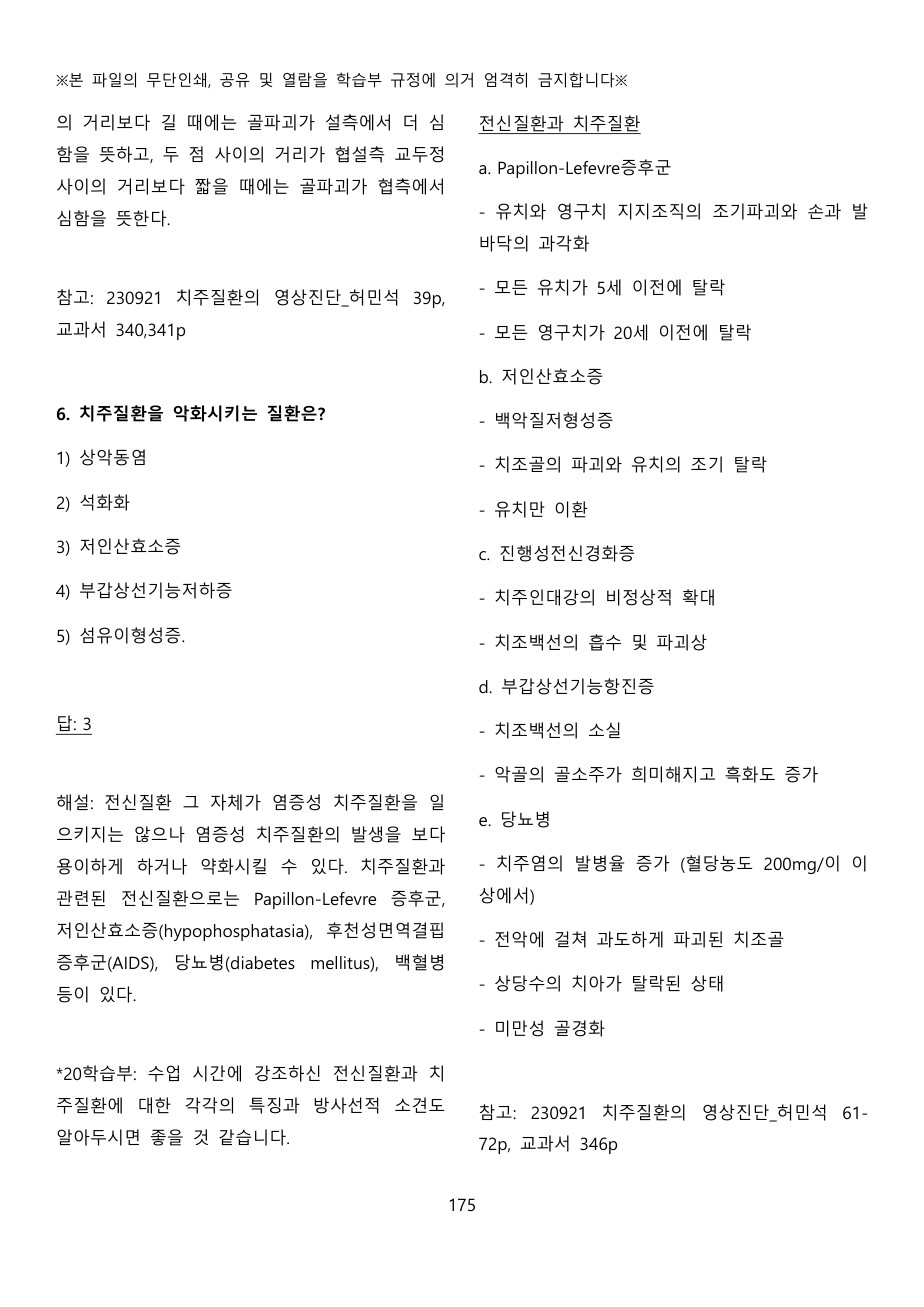 ※본 파일의 무단인쇄, 공유 및 열람을 학습부 규정에 의거 엄격히 금지합니다※
의 거리보다 길 때에는 골파괴가 설측에서 더 심
함을 뜻하고, 두 점 사이의 거리가 협설측 교두정
사이의 거리보다 짧을 때에는 골파괴가 협측에서
심함을 뜻한다.
참고: 230921 치주질환의 영상진단_허민석 39p,
교과서 340,341p
6. 치주질환을 악화시키는 질환은?
1) 상악동염
2) 석화화
3) 저인산효소증
4) 부갑상선기능저하증
5) 섬유이형성증.
답: 3
해설: 전신질환 그 자체가 염증성 치주질환을 일
으키지는 않으나 염증성 치주질환의 발생을 보다
용이하게 하거나 약화시킬 수 있다. 치주질환과
관련된 전신질환으로는 Papillon-Lefevre 증후군,
저인산효소증(hypophosphatasia), 후천성면역결핍
증후군(AIDS), 당뇨병(diabetes mellitus), 백혈병
등이 있다.
*20학습부: 수업 시간에 강조하신 전신질환과 치
주질환에 대한 각각의 특징과 방사선적 소견도
알아두시면 좋을 것 같습니다.
전신질환과 치주질환
a. Papillon-Lefevre증후군
- 유치와 영구치 지지조직의 조기파괴와 손과 발
바닥의 과각화
- 모든 유치가 5세 이전에 탈락
- 모든 영구치가 20세 이전에 탈락
b. 저인산효소증
- 백악질저형성증
- 치조골의 파괴와 유치의 조기 탈락
- 유치만 이환
c. 진행성전신경화증
- 치주인대강의 비정상적 확대
- 치조백선의 흡수 및 파괴상
d. 부갑상선기능항진증
- 치조백선의 소실
- 악골의 골소주가 희미해지고 흑화도 증가
e. 당뇨병
- 치주염의 발병율 증가 (혈당농도 200mg/이 이
상에서)
- 전악에 걸쳐 과도하게 파괴된 치조골
- 상당수의 치아가 탈락된 상태
- 미만성 골경화
참고: 230921 치주질환의 영상진단_허민석 61-
72p, 교과서 346p
175